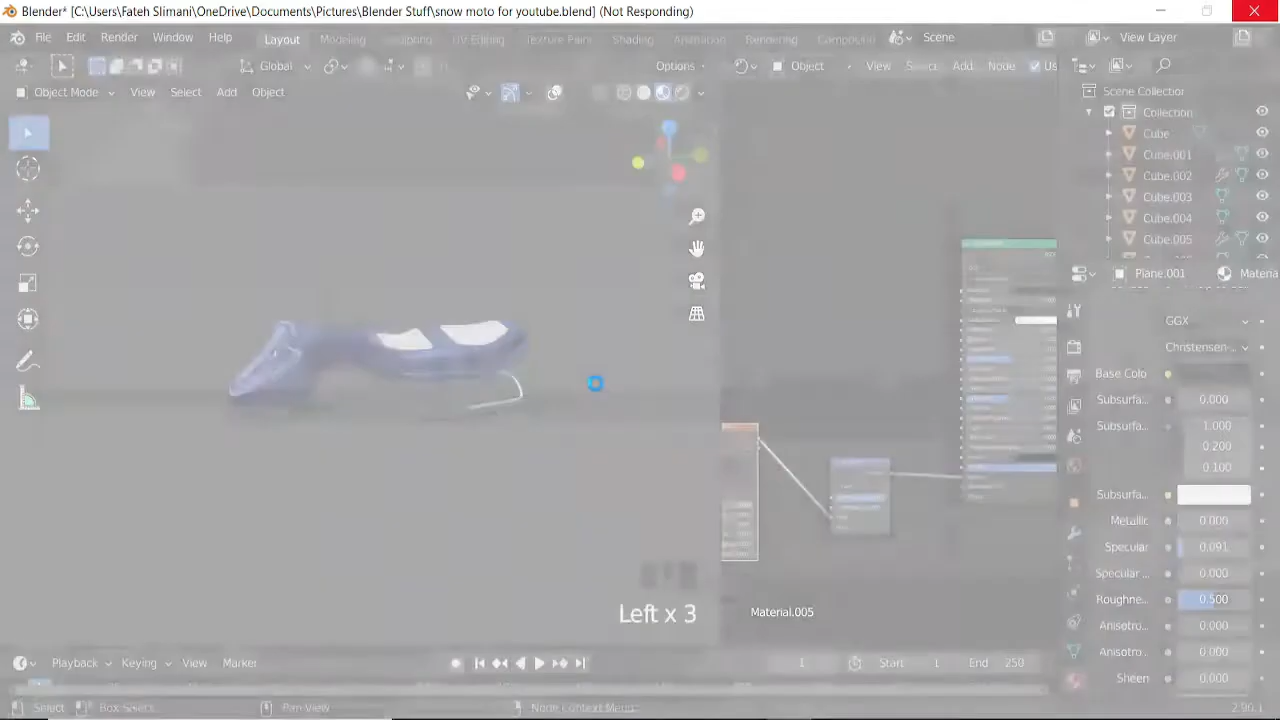 Blender* [C:\Users\Fateh Slimani\OneDrive\Documents\Pictures\Blender Stuff\snow moto for youtube.blend] (Not Responding)
File Edit Render Window Help Layout Modeling Sculpting UV Editing Texture Paint Shading Animation Rendering Scene View Layer
Global Options Object View Select Add Node Us
Object Mode View Select Add Object
Scene Collection
Collection
Cube
Cube.001
Cube.002
Cube.003
Cube.004
Cube.005
Plane.001 Materia
GGX
Christensen-
Base Colo
Subsurfa... 0.000
Subsurfa... 1.000
0.200
0.100
Subsurfa...
Metallic 0.000
Specular 0.091
Specular ... 0.000
Roughne... 0.500
Anisotro... 0.000
Anisotro... 0.000
Sheen 0.000
Left x 3
Material.005
Playback Keying View Marker 1 Start 1 End 250
Select Box Select Pan View Node Context Menu 2.90.1